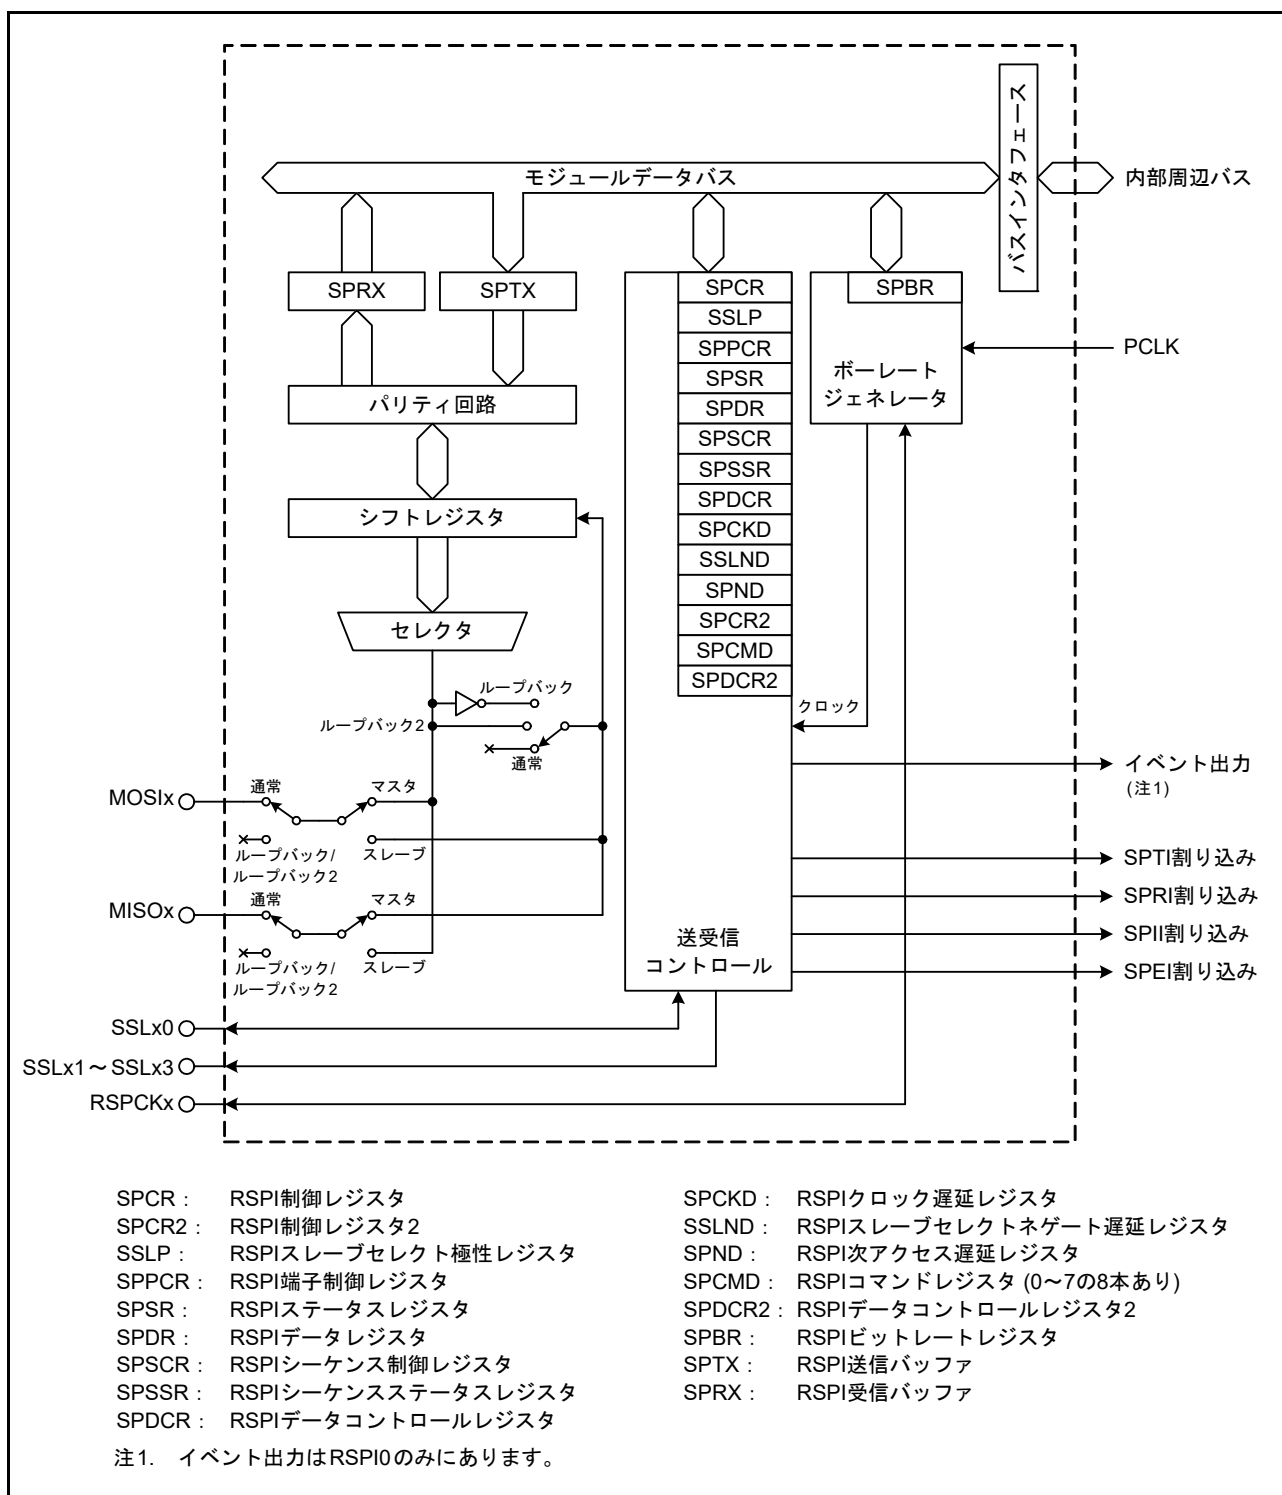 バスインタフェース
モジュールデータバス
内部周辺バス
SPRX
SPTX
SPCR
SSLP
SPPCR
SPSR
SPDR
SPSCR
SPSSR
SPDCR
SPCKD
SSLND
SPND
SPCR2
SPCMD
SPDCR2
SPBR
ボーレート
ジェネレータ
PCLK
パリティ回路
シフトレジスタ
セレクタ
ループバック
ループバック2
通常
クロック
イベント出力
(注1)
MOSIx
通常
マスタ
ループバック/
ループバック2
スレーブ
MISOx
通常
マスタ
ループバック/
ループバック2
スレーブ
送受信
コントロール
SPTI割り込み
SPRI割り込み
SPII割り込み
SPEI割り込み
SSLx0
SSLx1~SSLx3
RSPCKx
SPCR : RSPI制御レジスタ
SPCR2 : RSPI制御レジスタ2
SSLP : RSPIスレーブセレクト極性レジスタ
SPPCR : RSPI端子制御レジスタ
SPSR : RSPIステータスレジスタ
SPDR : RSPIデータレジスタ
SPSCR : RSPIシーケンス制御レジスタ
SPSSR : RSPIシーケンスステータスレジスタ
SPDCR : RSPIデータコントロールレジスタ
SPCKD : RSPIクロック遅延レジスタ
SSLND : RSPIスレーブセレクトネゲート遅延レジスタ
SPND : RSPI次アクセス遅延レジスタ
SPCMD : RSPIコマンドレジスタ (0~7の8本あり)
SPDCR2 : RSPIデータコントロールレジスタ2
SPBR : RSPIビットレートレジスタ
SPTX : RSPI送信バッファ
SPRX : RSPI受信バッファ
注1. イベント出力はRSPI0のみにあります。